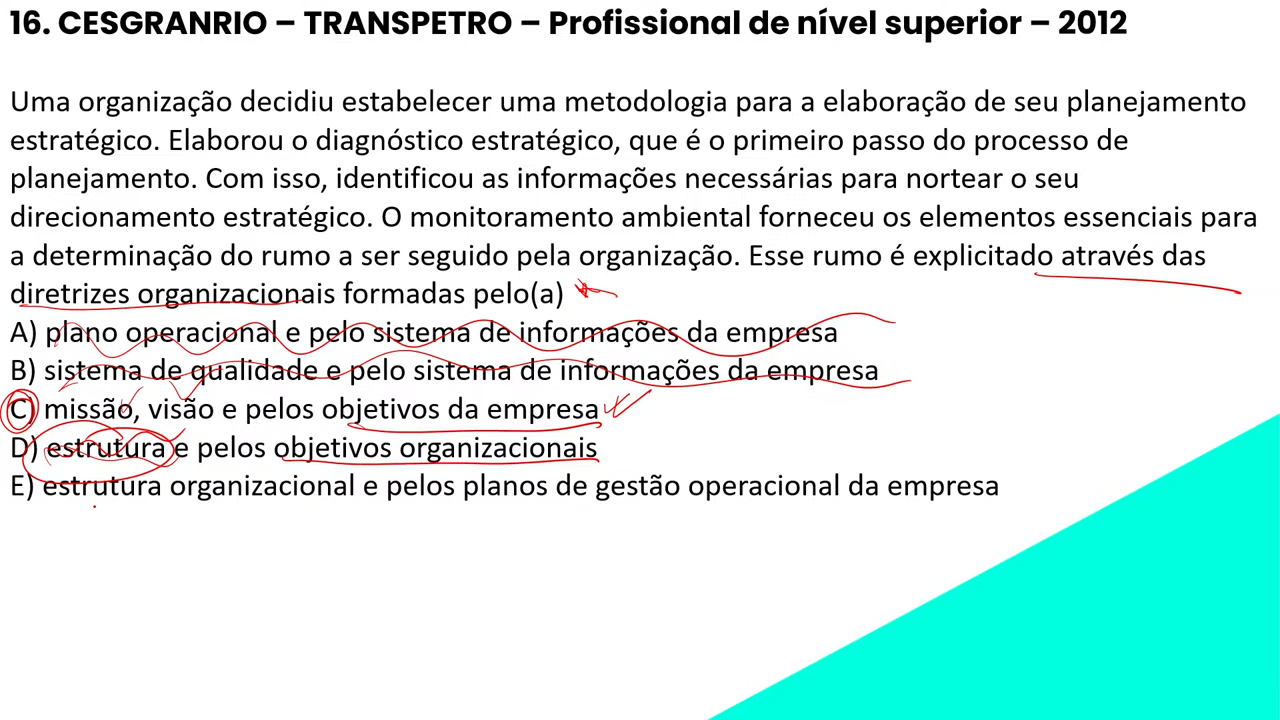 16. CESGRANRIO – TRANSPETRO – Profissional de nível superior – 2012
Uma organização decidiu estabelecer uma metodologia para a elaboração de seu planejamento
estratégico. Elaborou o diagnóstico estratégico, que é o primeiro passo do processo de
planejamento. Com isso, identificou as informações necessárias para nortear o seu
direcionamento estratégico. O monitoramento ambiental forneceu os elementos essenciais para
a determinação do rumo a ser seguido pela organização. Esse rumo é explicitado através das
diretrizes organizacionais formadas pelo(a)
A) plano operacional e pelo sistema de informações da empresa
B) sistema de qualidade e pelo sistema de informações da empresa
C) missão, visão e pelos objetivos da empresa
D) estrutura e pelos objetivos organizacionais
E) estrutura organizacional e pelos planos de gestão operacional da empresa